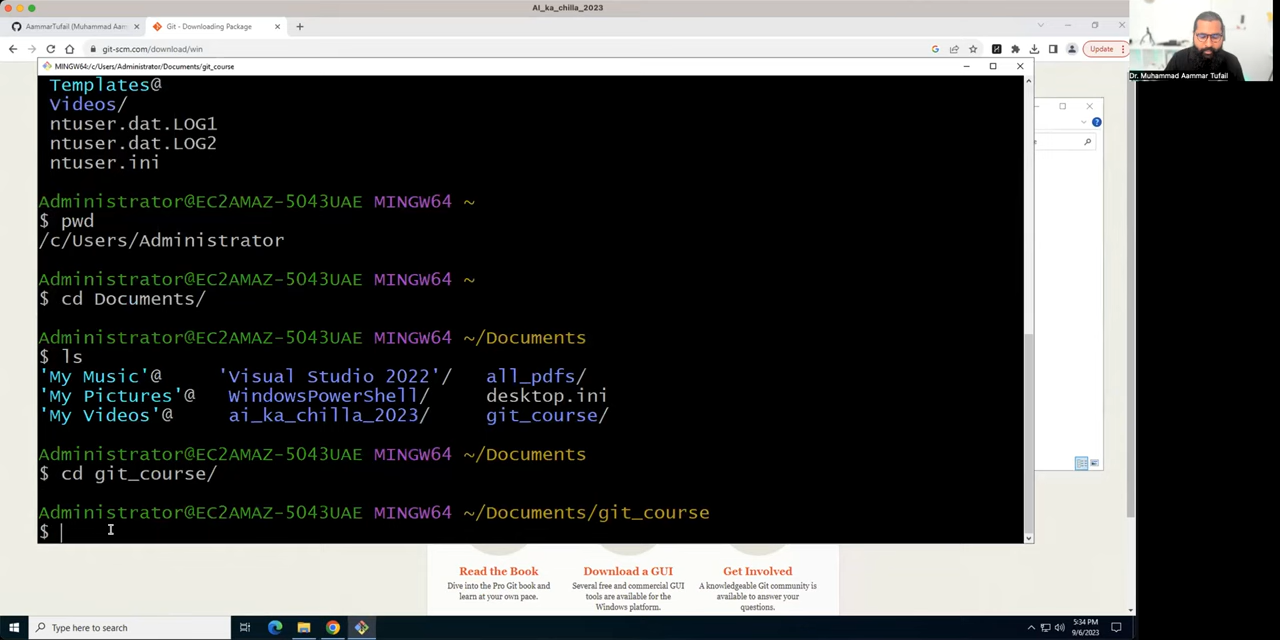 AI_ka_chilla_2023
AammarTufail (Muhammad Aam
Git - Downloading Package
git-scm.com/download/win
Update
MINGW64:/c/Users/Administrator/Documents/git_course
Templates@
Videos/
ntuser.dat.LOG1
ntuser.dat.LOG2
ntuser.ini
Administrator@EC2AMAZ-5043UAE MINGW64 ~
$ pwd
/c/Users/Administrator
Administrator@EC2AMAZ-5043UAE MINGW64 ~
$ cd Documents/
Administrator@EC2AMAZ-5043UAE MINGW64 ~/Documents
$ ls
'My Music'@ 'Visual Studio 2022'/ all_pdfs/
'My Pictures'@ WindowsPowerShell/ desktop.ini
'My Videos'@ ai_ka_chilla_2023/ git_course/
Administrator@EC2AMAZ-5043UAE MINGW64 ~/Documents
$ cd git_course/
Administrator@EC2AMAZ-5043UAE MINGW64 ~/Documents/git_course
$
Dr. Muhammad Aammar Tufail
Read the Book
Dive into the Pro Git book and
learn at your own pace.
Download a GUI
Several free and commercial GUI
tools are available for the
Windows platform.
Get Involved
A knowledgeable Git community is
available to answer your
questions.
Type here to search
5:34 PM
9/6/2023